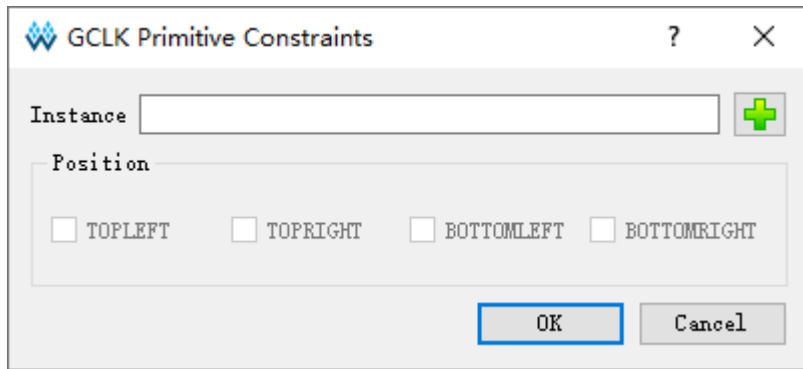 GCLK Primitive Constraints ?
Instance
Position
TOPLEFT TOPRIGHT BOTTOMLEFT BOTTOMRIGHT
OK Cancel